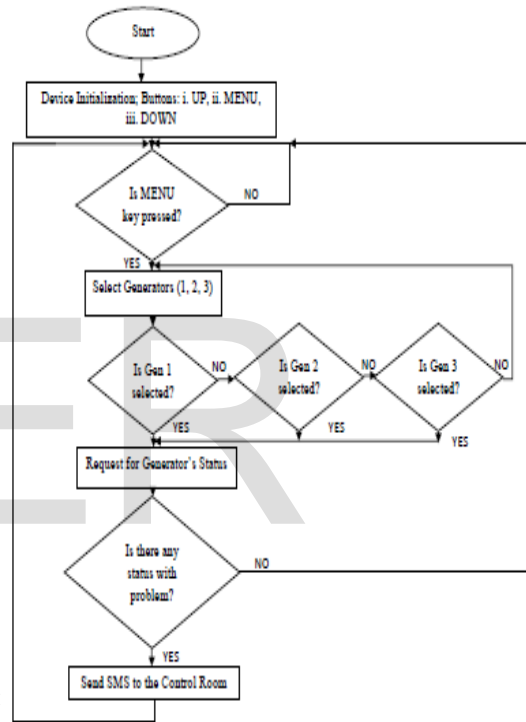 Start
Device Initialization; Buttons: i. UP, ii. MENU,
iii. DOWN
Is MENU
key pressed?
NO
YES
Select Generators (1, 2, 3)
Is Gen 1
selected?
NO
Is Gen 2
selected?
NO
Is Gen 3
selected?
NO
YES
YES
YES
Request for Generator's Status
Is there any
status with
problem?
NO
YES
Send SMS to the Control Room
ER